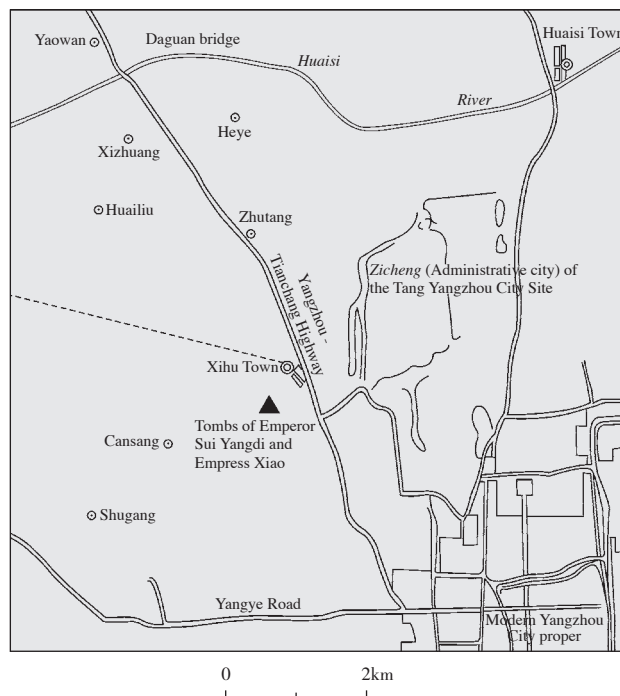 Yaowan
Daguan bridge
Huaisi
River
Huaisi Town
Heye
Xizhuang
Huailiu
Zhutang
Yangzhou -
Tianchang Highway
Zicheng (Administrative city) of
the Tang Yangzhou City Site
Xihu Town
Tombs of Emperor
Sui Yangdi and
Empress Xiao
Cansang
Shugang
Yangye Road
Modern Yangzhou
City proper
0 2km